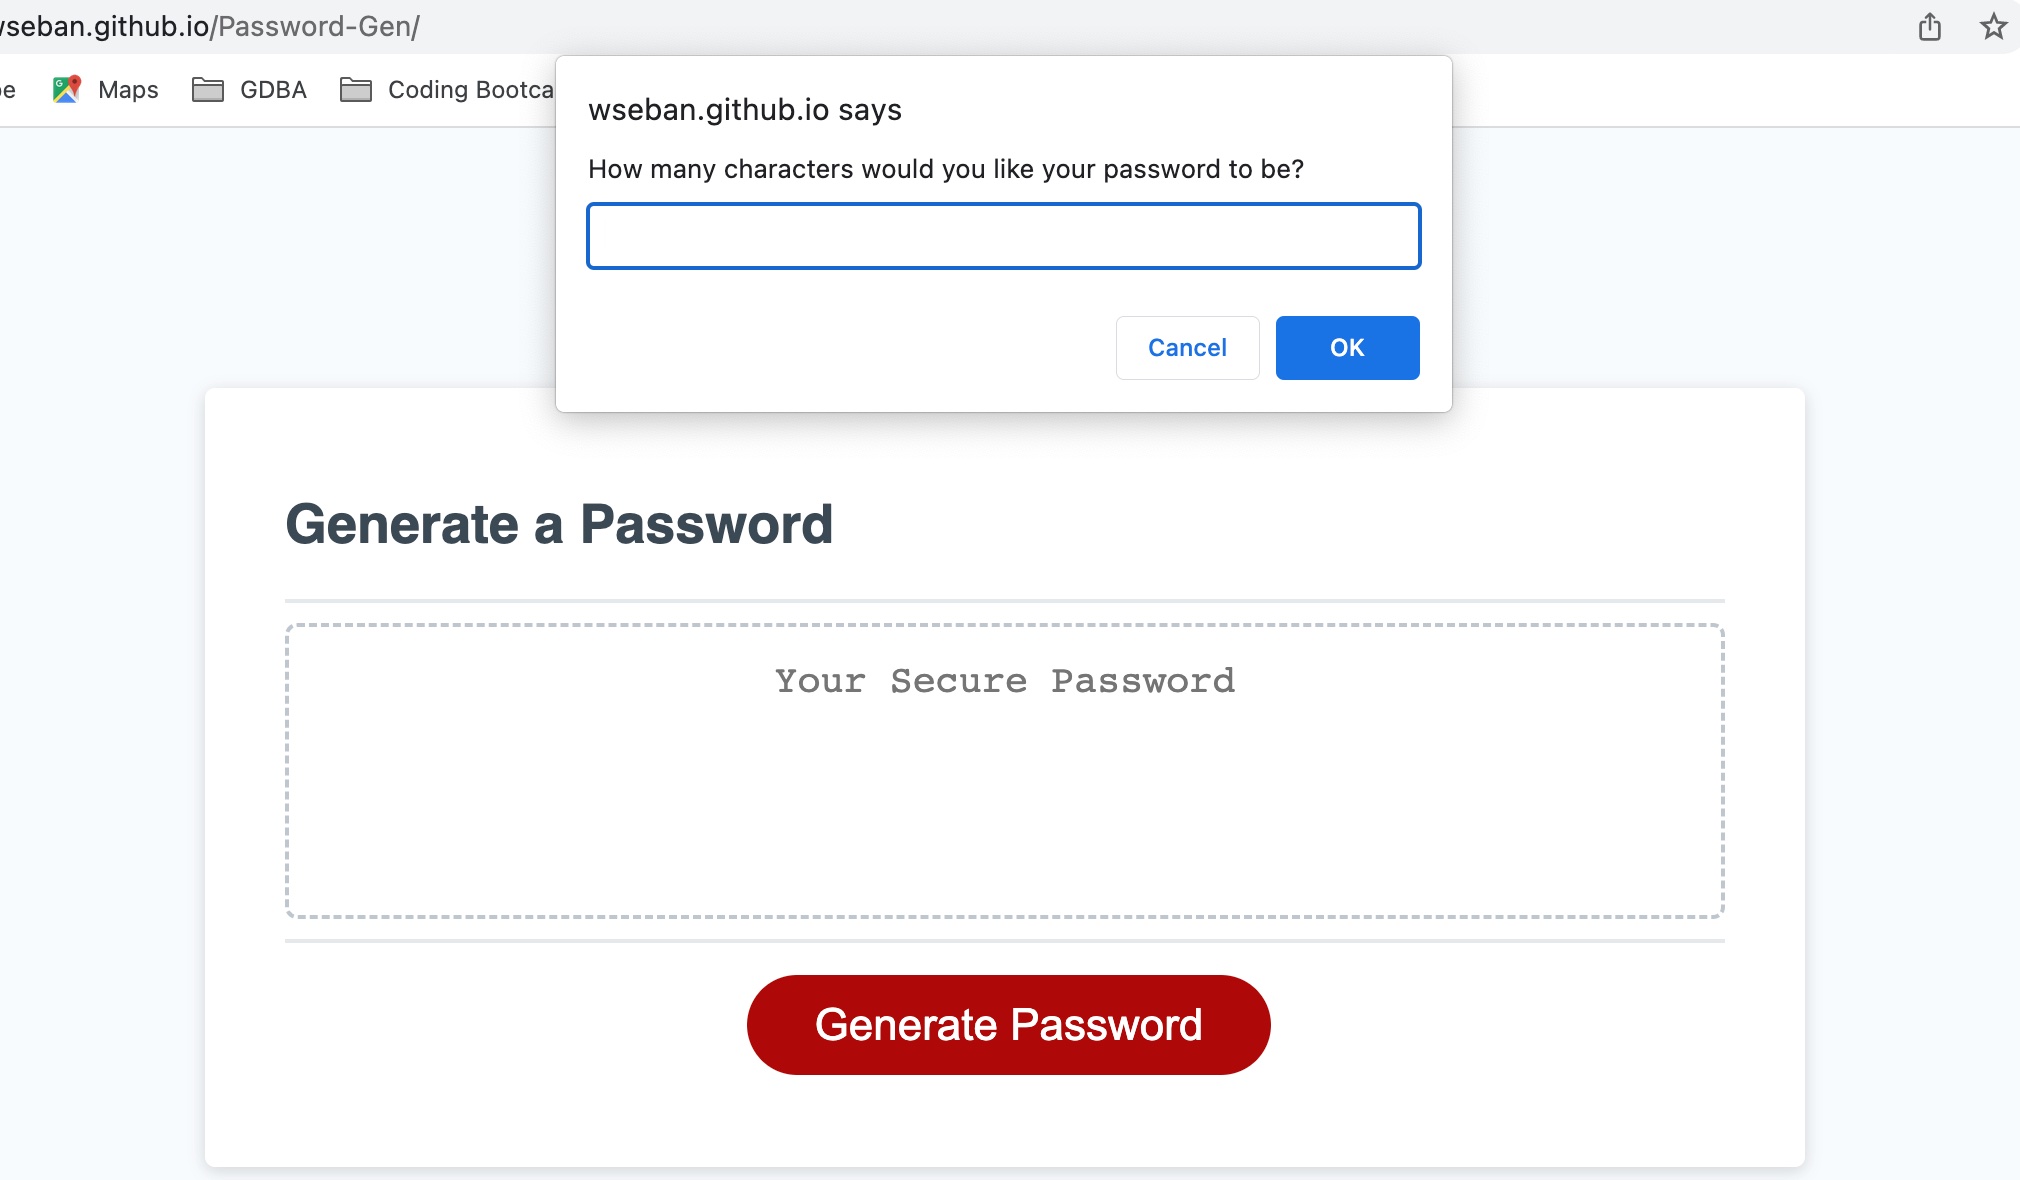 seban.github.io/Password-Gen/
Maps
GDBA
Coding Bootca
wseban.github.io says
How many characters would you like your password to be?
Cancel
OK
Generate a Password
Your Secure Password
Generate Password